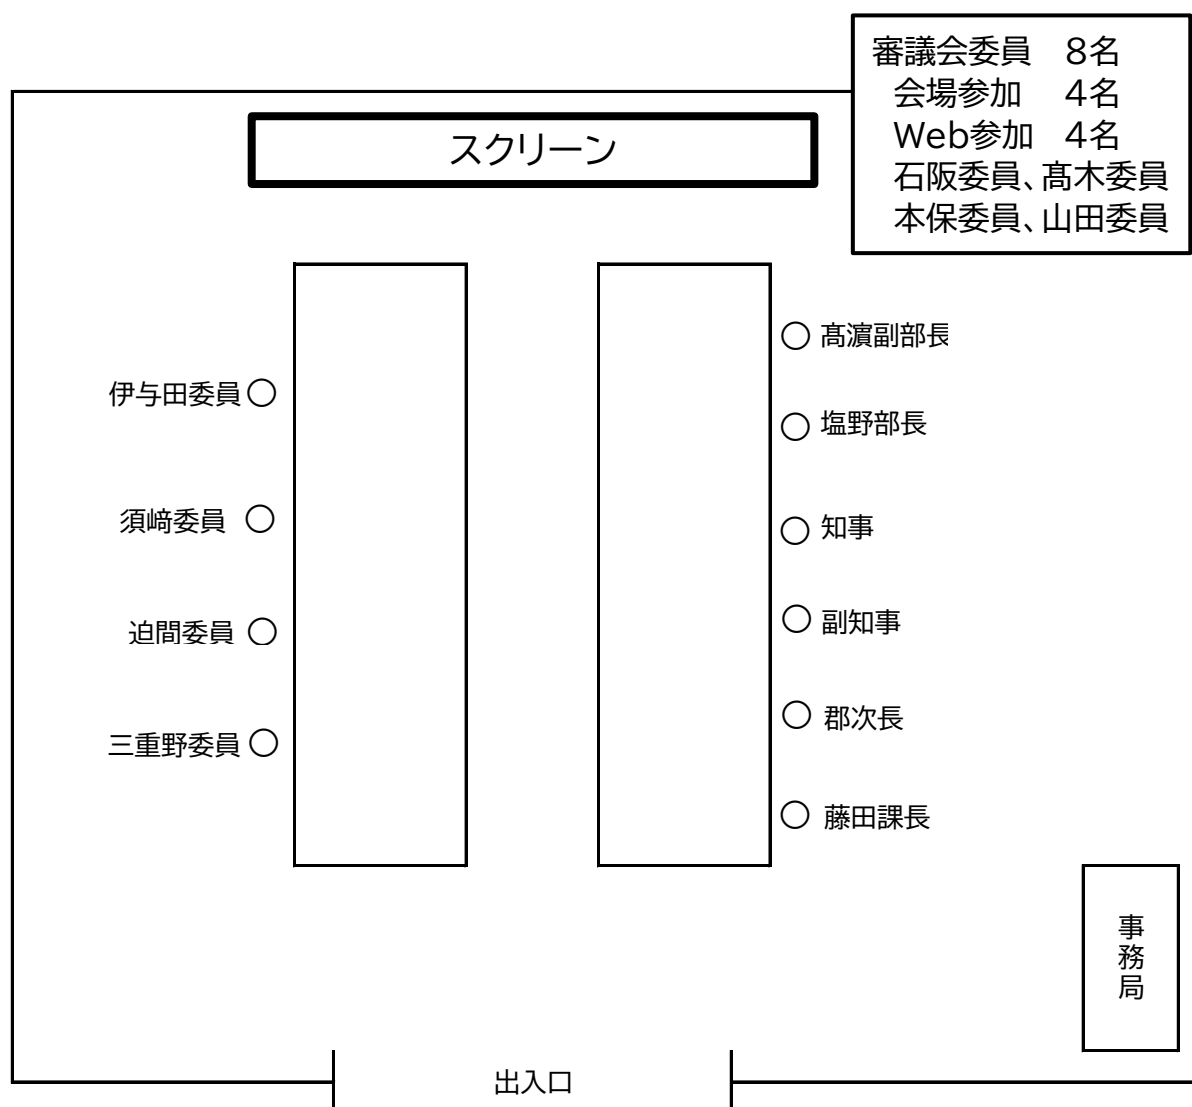 審議会委員　8名
会場参加　4名
Web参加　4名
石阪委員、髙木委員
本保委員、山田委員
スクリーン
伊与田委員○
須﨑委員 ○
迫間委員 ○
三重野委員○
○ 髙濵副部長
○ 塩野部長
○ 知事
○ 副知事
○ 郡次長
○ 藤田課長
事務局
出入口